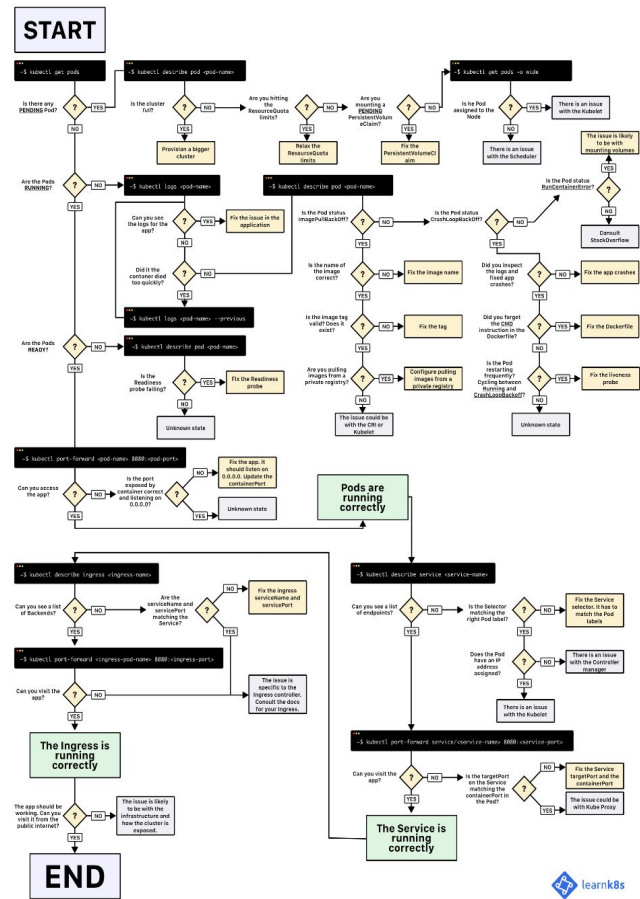 START
~$ kubectl get pods
~$ kubectl describe pod <pod-name>
~$ kubectl get pods -o wide
Is there any
PENDING Pod?
?
YES
NO
Is the cluster
full?
?
NO
YES
Provision a bigger
cluster
Are you hitting
the
ResourceQuota
limits?
?
NO
YES
Relax the
ResourceQuota
limits
Are you
mounting a
PENDING
PersistentVolum
eClaim?
?
NO
YES
Fix the
PersistentVolumeCl
aim
Is he Pod
assigned to the
Node
?
YES
NO
There is an issue
with the Kubelet
There is an issue
with the Scheduler
The issue is likely
to be with
mounting volumes
YES
Is the Pod status
RunContainerError?
?
NO
Consult
StockOverflow
Are the Pods
RUNNING?
?
NO
YES
~$ kubectl logs <pod-name>
~$ kubectl describe pod <pod-name>
Can you see
the logs for the
app?
?
YES
NO
Fix the issue in the
application
Did it the
contaner died
too quickly?
?
NO
YES
~$ kubectl logs <pod-name> --previous
Is the Pod status
ImagePullBackOff?
?
NO
YES
Is the Pod status
CrashLoopBackOff?
?
NO
YES
Is the name of
the image
correct?
?
NO
YES
Fix the image name
Is the image tag
valid? Does it
exist?
?
NO
YES
Fix the tag
Are you pulling
images from a
private registry?
?
YES
NO
Configure pulling
images from a
private registry
The issue could be
with the CRI or
Kubelet
Did you inspect
the logs and
fixed app
crashes?
?
NO
YES
Fix the app crashes
Did you forget
the CMD
instruction in the
Dockerfile?
?
YES
NO
Fix the Dockerfile
Is the Pod
restarting
frequently?
Cycling between
Running and
CrashLoopBackoff?
?
YES
NO
Fix the liveness
probe
Unknown state
Are the Pods
READY?
?
NO
YES
~$ kubectl describe pod <pod-name>
Is the
Readiness
probe failing?
?
YES
NO
Fix the Readiness
probe
Unknown state
~$ kubectl port-forward <pod-name> 8080:<pod-port>
Can you access
the app?
?
NO
YES
Is the port
exposed by
container correct
and listening on
0.0.0.0?
?
NO
YES
Fix the app. It
should listen on
0.0.0.0. Update the
containerPort
Unknown state
Pods are
running
correctly
~$ kubectl describe service <service-name>
Can you see a list
of endpoints?
?
NO
YES
Is the Selector
matching the
right Pod label?
?
NO
YES
Fix the Service
selector. It has to
match the Pod
labels
Does the Pod
have an IP
address
assigned?
?
NO
YES
There is an issue
with the Controller
manager
There is an issue
with the Kubelet
~$ kubectl port-forward service/<service-name> 8080:<service-port>
Can you visit the
app?
?
NO
YES
Is the targetPort
on the Service
matching the
containerPort in
the Pod?
?
NO
YES
Fix the Service
targetPort and the
containerPort
The issue could be
with Kube Proxy
The Service is
running
correctly
~$ kubectl describe ingress <ingress-name>
Can you see a list
of Backends?
?
NO
YES
Are the
serviceName and
servicePort
matching the
Service?
?
NO
YES
Fix the ingress
serviceName and
servicePort
~$ kubectl port-forward <ingress-pod-name> 8080:<ingress-port>
Can you visit the
app?
?
NO
YES
The issue is
specific to the
Ingress controller.
Consult the docs
for your Ingress.
The Ingress is
running
correctly
The app should be
working. Can you
visit it from the
public internet?
?
NO
YES
The issue is likely
to be with the
infrastructure and
how the cluster is
exposed.
END
learnk8s